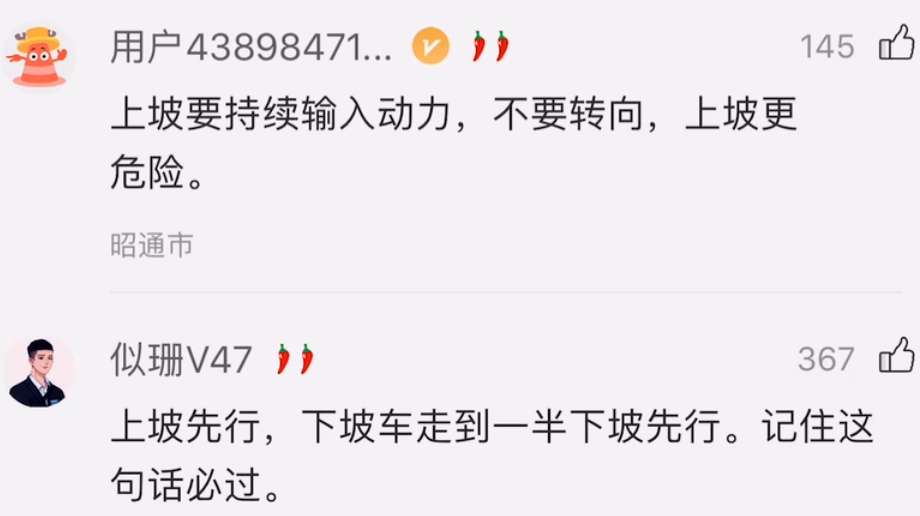 用户43898471...
145
上坡要持续输入动力，不要转向，上坡更
危险。
昭通市
似珊V47
367
上坡先行，下坡车走到一半下坡先行。记住这
句话必过。